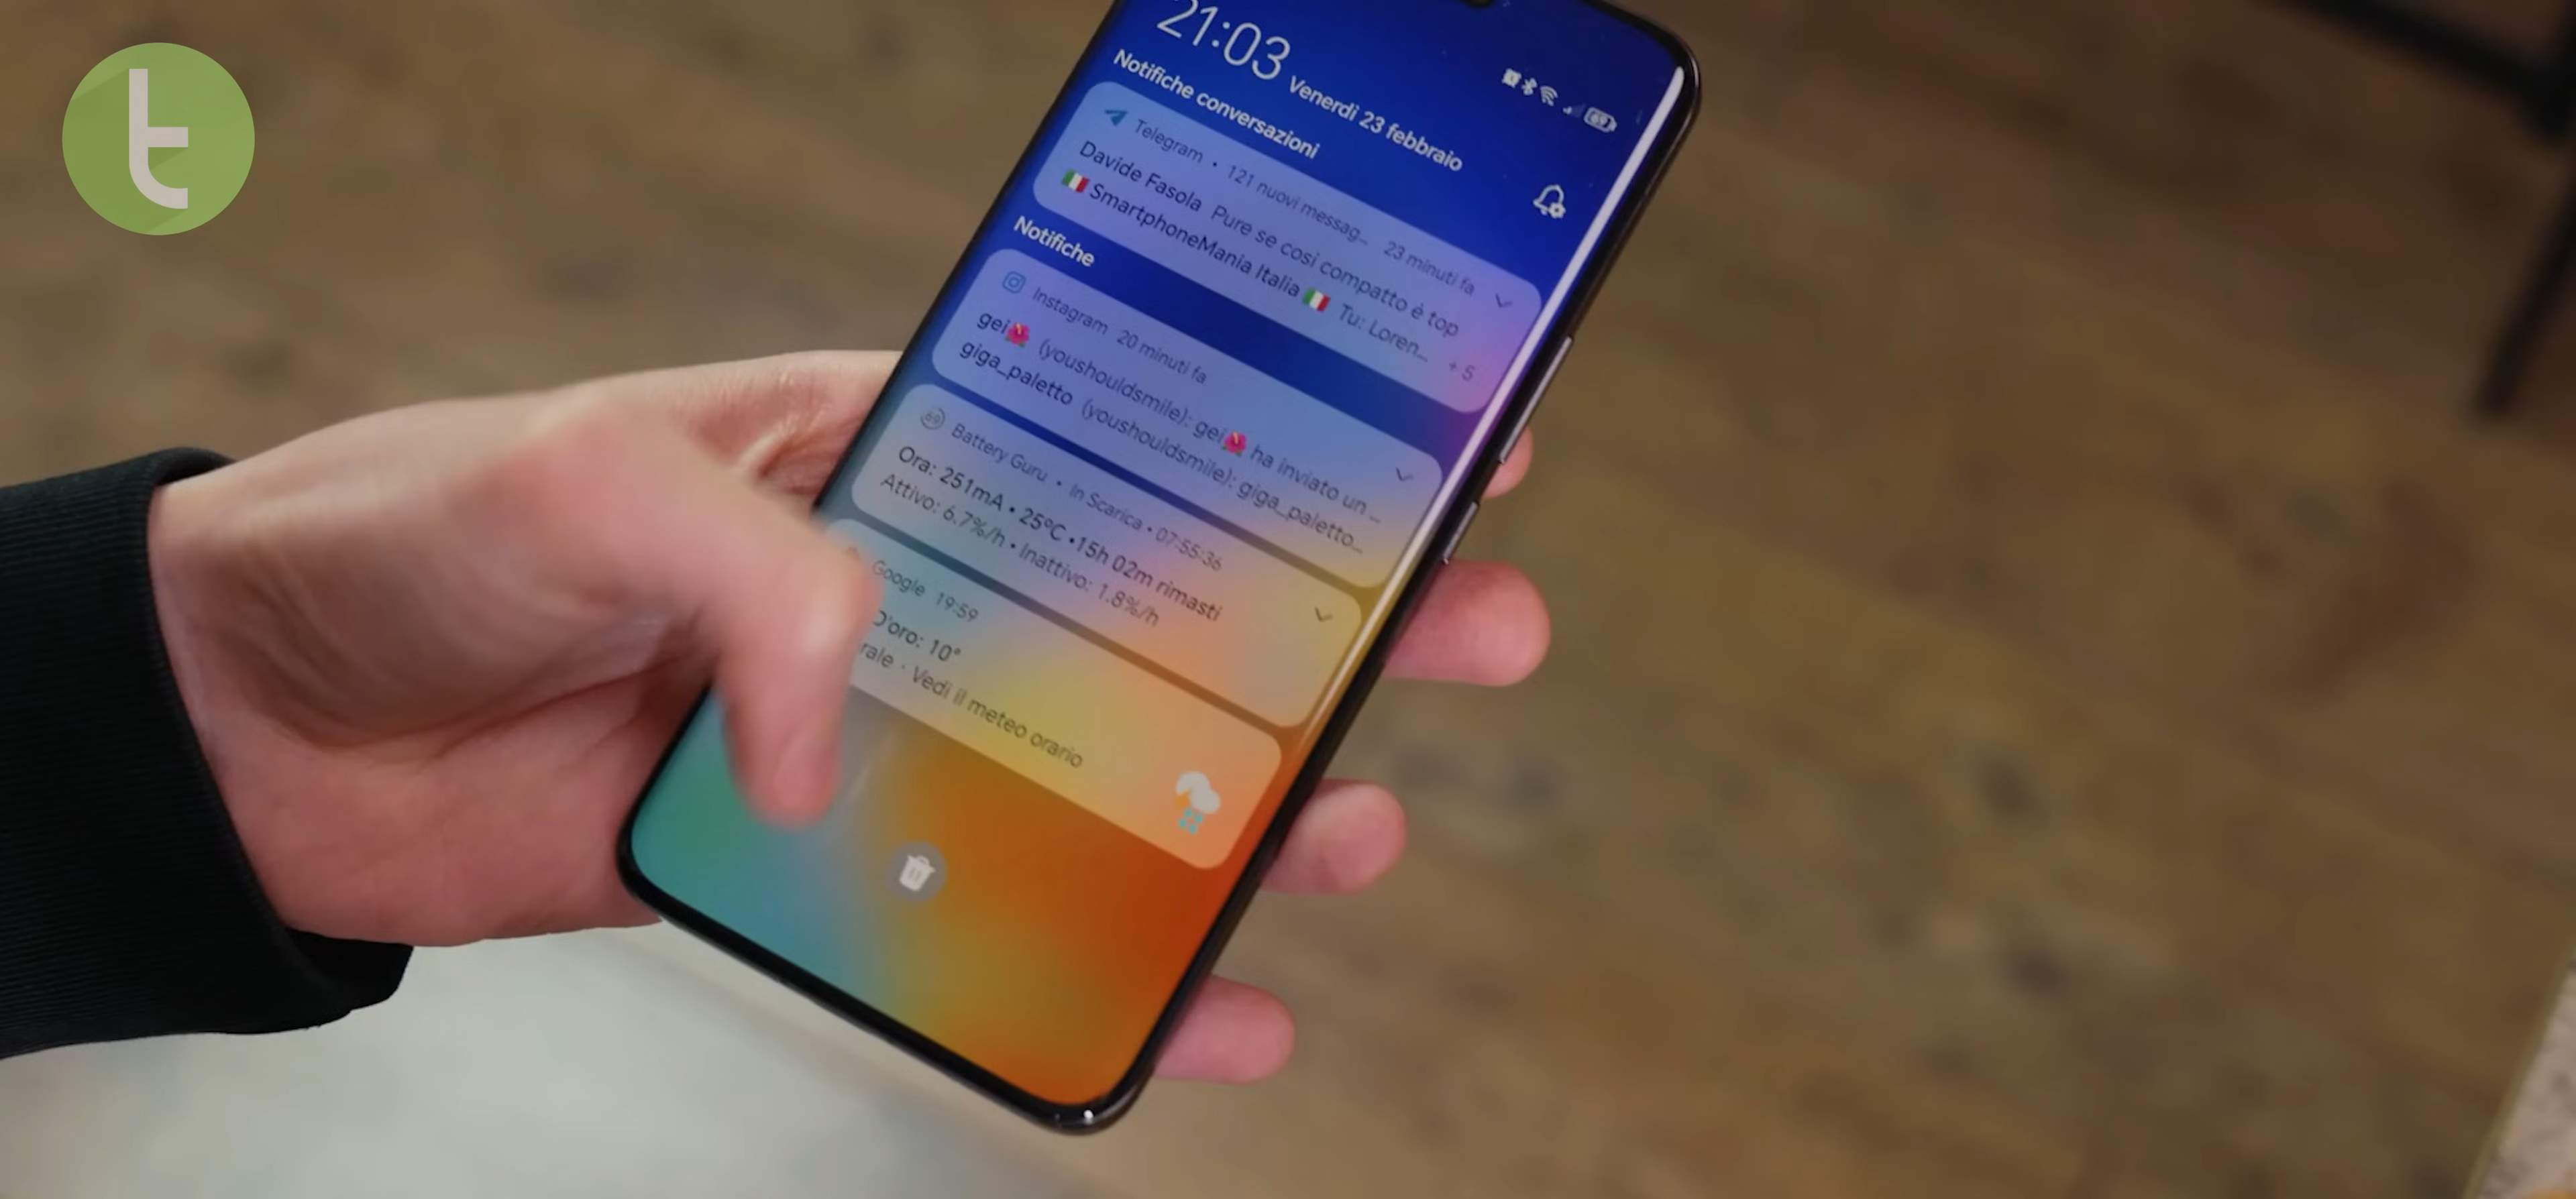 t
21:03 Venerdì 23 febbraio
69
Notifiche conversazioni
Telegram • 121 nuovi messag... 23 minuti fa
Davide Fasola Pure se così compatto è top
🇮🇹 SmartphoneMania Italia 🇮🇹 Tu: Loren... + 5
Notifiche
Instagram 20 minuti fa
gei🌺 (youshouldsmile): gei🌺 ha inviato un ...
giga_paletto (youshouldsmile): giga_paletto...
69 Battery Guru • In Scarica • 07:55:36
Ora: 251mA • 25°C •15h 02m rimasti
Attivo: 6.7%/h • Inattivo: 1.8%/h
Google 19:59
D'oro: 10°
rale · Vedi il meteo orario